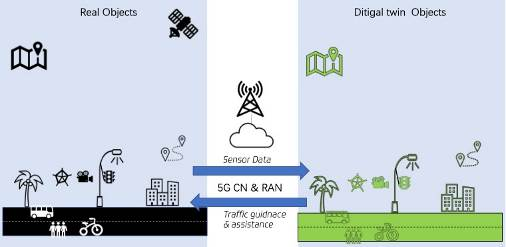 Real Objects
Ditigal twin  Objects
Sensor Data
5G CN & RAN
Traffic guidnace
& assistance